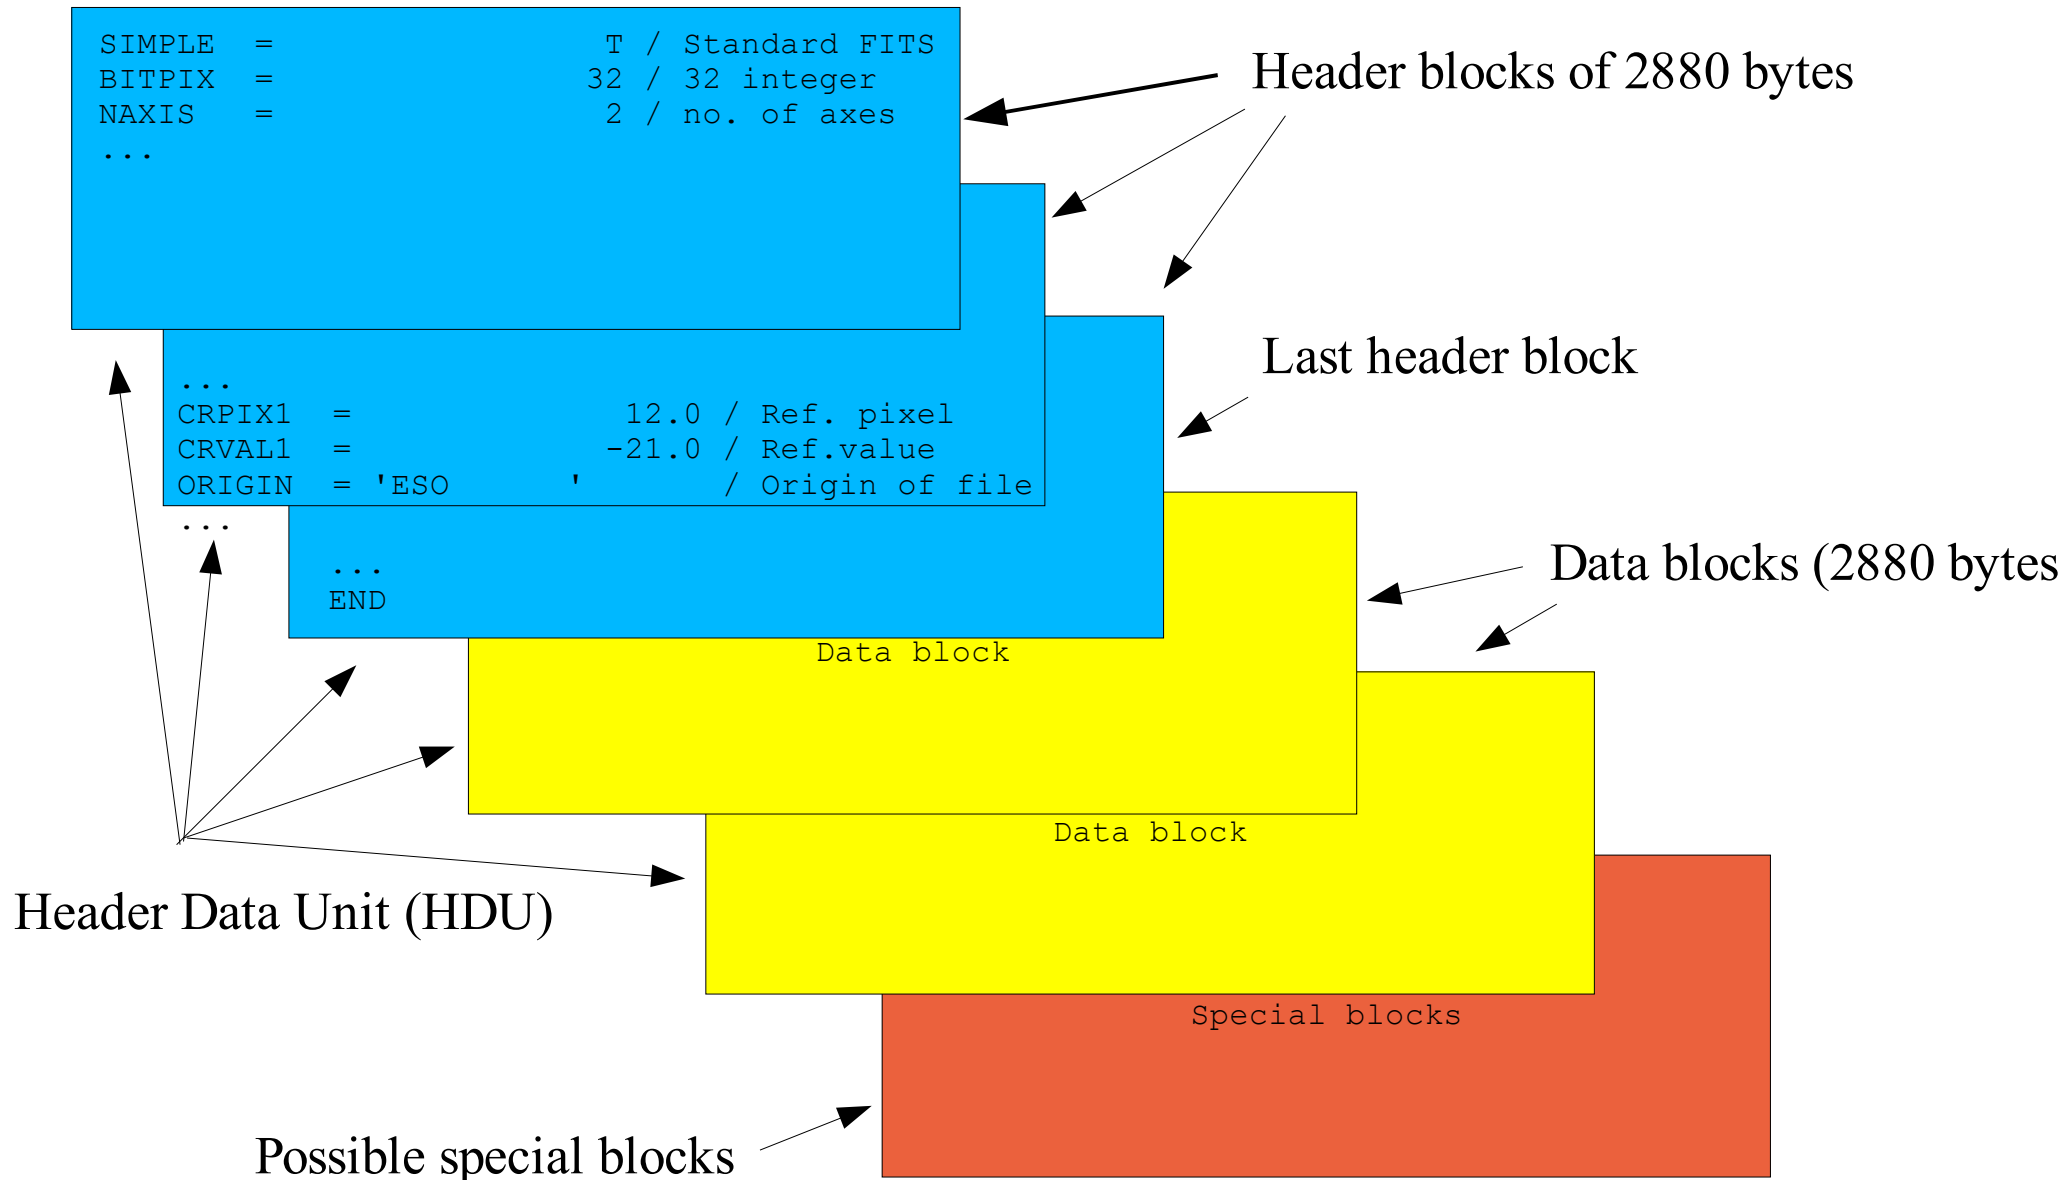 SIMPLE  =                 T / Standard FITS
BITPIX  =                32 / 32 integer
NAXIS   =                 2 / no. of axes
...
Header blocks of 2880 bytes
Last header block
...
CRPIX1  =              12.0 / Ref. pixel
CRVAL1  =             -21.0 / Ref.value
ORIGIN  = 'ESO      '       / Origin of file
...
...
END
Data blocks (2880 bytes
Data block
Data block
Header Data Unit (HDU)
Special blocks
Possible special blocks